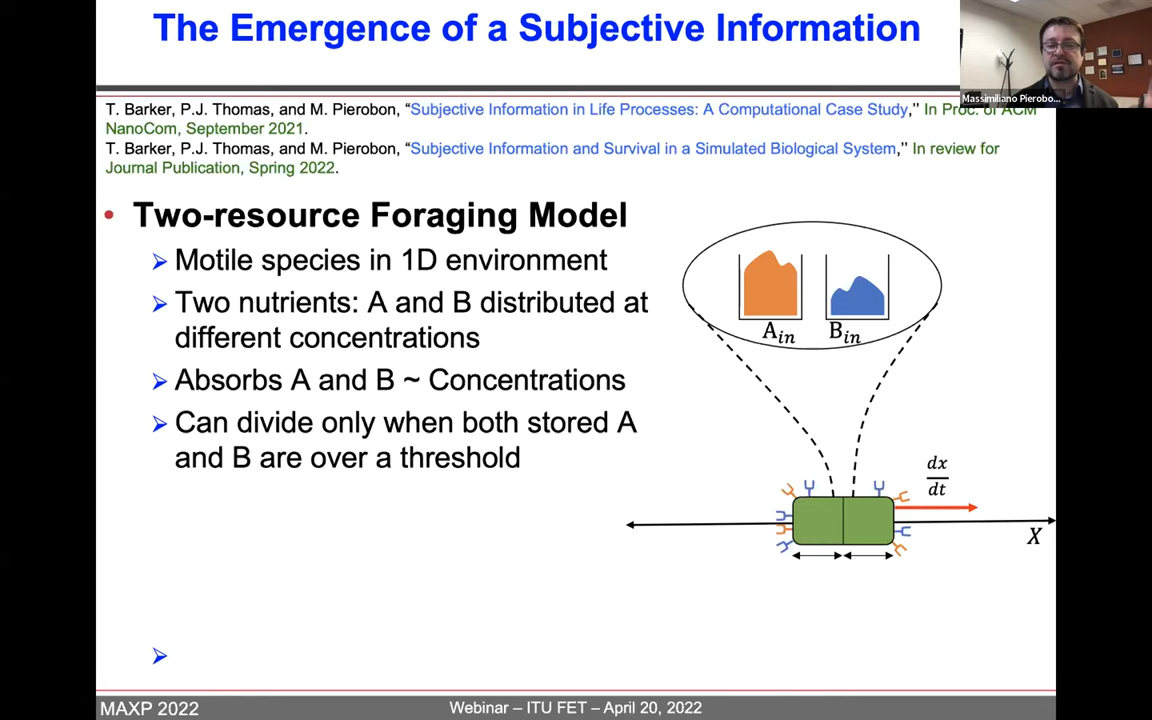 The Emergence of a Subjective Information
Massimiliano Pierobo...
T. Barker, P.J. Thomas, and M. Pierobon, “Subjective Information in Life Processes: A Computational Case Study,” In Proc. of ACM
NanoCom, September 2021.
T. Barker, P.J. Thomas, and M. Pierobon, “Subjective Information and Survival in a Simulated Biological System,” In review for
Journal Publication, Spring 2022.
• Two-resource Foraging Model
➢ Motile species in 1D environment
➢ Two nutrients: A and B distributed at
different concentrations
➢ Absorbs A and B ~ Concentrations
➢ Can divide only when both stored A
and B are over a threshold
➢
A_in B_in
dx
dt
X
MAXP 2022
Webinar – ITU FET – April 20, 2022